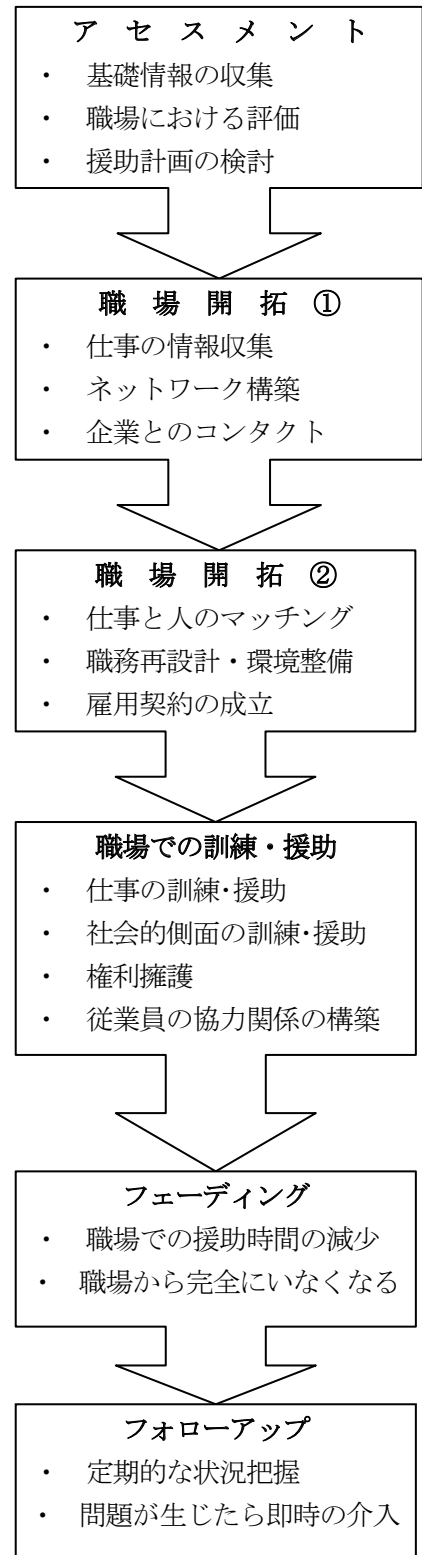 アセスメント
・ 基礎情報の収集
・ 職場における評価
・ 援助計画の検討
職場開拓①
・ 仕事の情報収集
・ ネットワーク構築
・ 企業とのコンタクト
職場開拓②
・ 仕事と人のマッチング
・ 職務再設計・環境整備
・ 雇用契約の成立
職場での訓練・援助
・ 仕事の訓練･援助
・ 社会的側面の訓練･援助
・ 権利擁護
・ 従業員の協力関係の構築
フェーディング
・ 職場での援助時間の減少
・ 職場から完全にいなくなる
フォローアップ
・ 定期的な状況把握
・ 問題が生じたら即時の介入